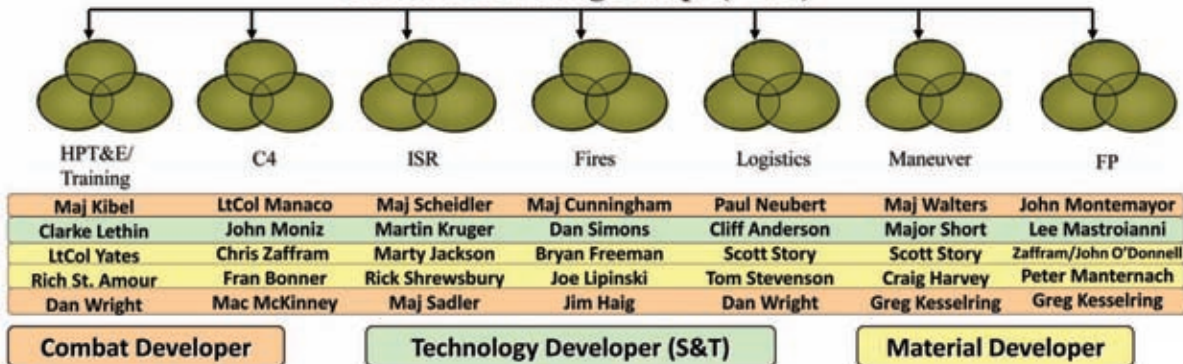 HPT&E/ C4 ISR Fires Logistics Maneuver FP
Training
Maj Kibel LtCol Manaco Maj Scheidler Maj Cunningham Paul Neubert Maj Walters John Montemayor
Clarke Lethin John Moniz Martin Kruger Dan Simons Cliff Anderson Major Short Lee Mastroianni
LtCol Yates Chris Zaffram Marty Jackson Bryan Freeman Scott Story Scott Story Zaffram/John O'Donnell
Rich St. Amour Fran Bonner Rick Shrewsbury Joe Lipinski Tom Stevenson Craig Harvey Peter Manternach
Dan Wright Mac McKinney Maj Sadler Jim Haig Dan Wright Greg Kesselring Greg Kesselring
Combat Developer Technology Developer (S&T) Material Developer